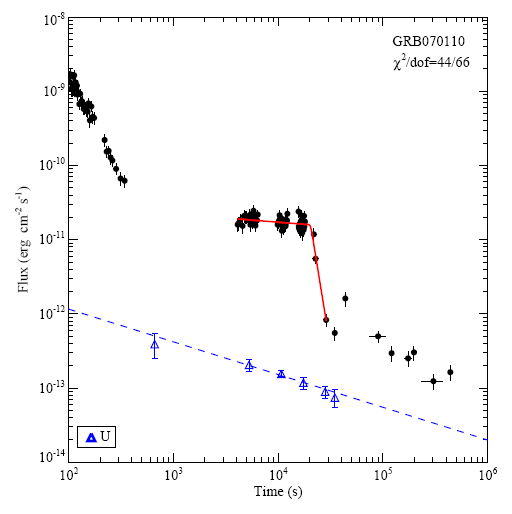 10⁻⁸
GRB070110
χ²/dof=44/66
10⁻⁹
10⁻¹⁰
10⁻¹¹
10⁻¹²
10⁻¹³
10⁻¹⁴
Flux (erg cm⁻² s⁻¹)
U
10² 10³ 10⁴ 10⁵ 10⁶
Time (s)